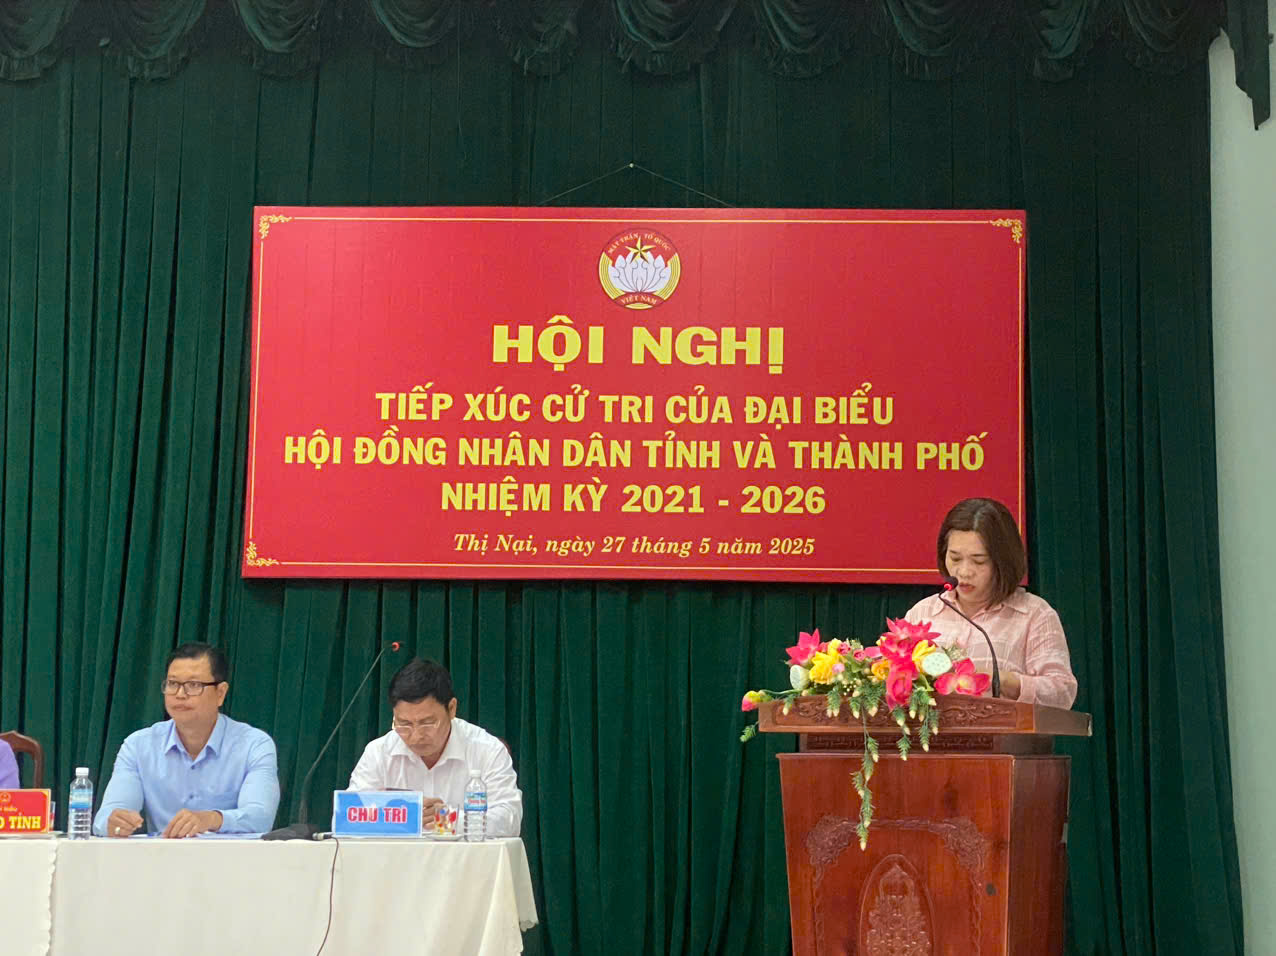 MẶT TRẬN TỔ QUỐC
VIỆT NAM
HỘI NGHỊ
TIẾP XÚC CỬ TRI CỦA ĐẠI BIỂU
HỘI ĐỒNG NHÂN DÂN TỈNH VÀ THÀNH PHỐ
NHIỆM KỲ 2021 - 2026
Thị Nại, ngày 27 tháng 5 năm 2025
TỈNH
CHỦ TRÌ